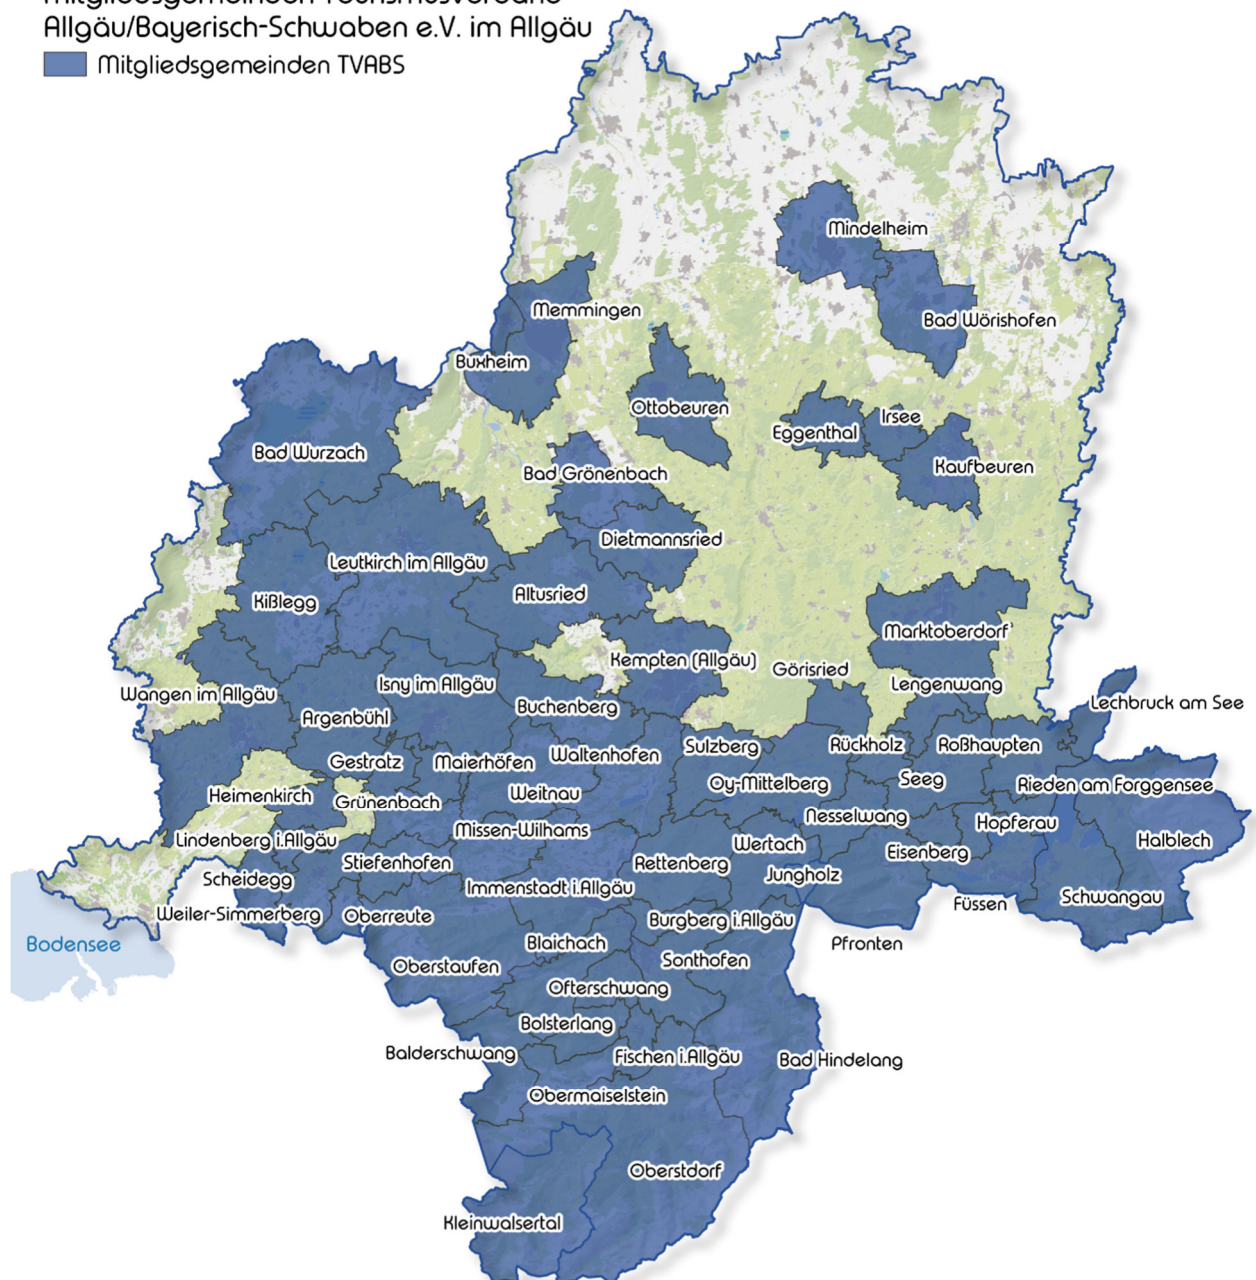 Mitgliedsgemeinden Tourismusverband
Allgäu/Bayerisch-Schwaben e.V. im Allgäu
Mitgliedsgemeinden TVABS
Mindelheim
Memmingen
Bad Wörishofen
Buxheim
Ottobeuren
Irsee
Eggenthal
Bad Wurzach
Kaufbeuren
Bad Grönenbach
Dietmannsried
Leutkirch im Allgäu
Altusried
Kißlegg
Marktoberdorf
Kempten (Allgäu)
Görisried
Isny im Allgäu
Lengenwang
Wangen im Allgäu
Lechbruck am See
Buchenberg
Argenbühl
Sulzberg
Rückholz
Roßhaupten
Waltenhofen
Gestratz
Maierhöfen
Seeg
Oy-Mittelberg
Rieden am Forggensee
Weitnau
Heimenkirch
Grünenbach
Nesselwang
Hopferau
Missen-Wilhams
Lindenberg i.Allgäu
Wertach
Halblech
Eisenberg
Stiefenhofen
Rettenberg
Jungholz
Scheidegg
Immenstadt i.Allgäu
Schwangau
Füssen
Weiler-Simmerberg
Oberreute
Burgberg i.Allgäu
Bodensee
Blaichach
Pfronten
Sonthofen
Oberstaufen
Ofterschwang
Bolsterlang
Balderschwang
Fischen i.Allgäu
Bad Hindelang
Obermaiselstein
Oberstdorf
Kleinwalsertal